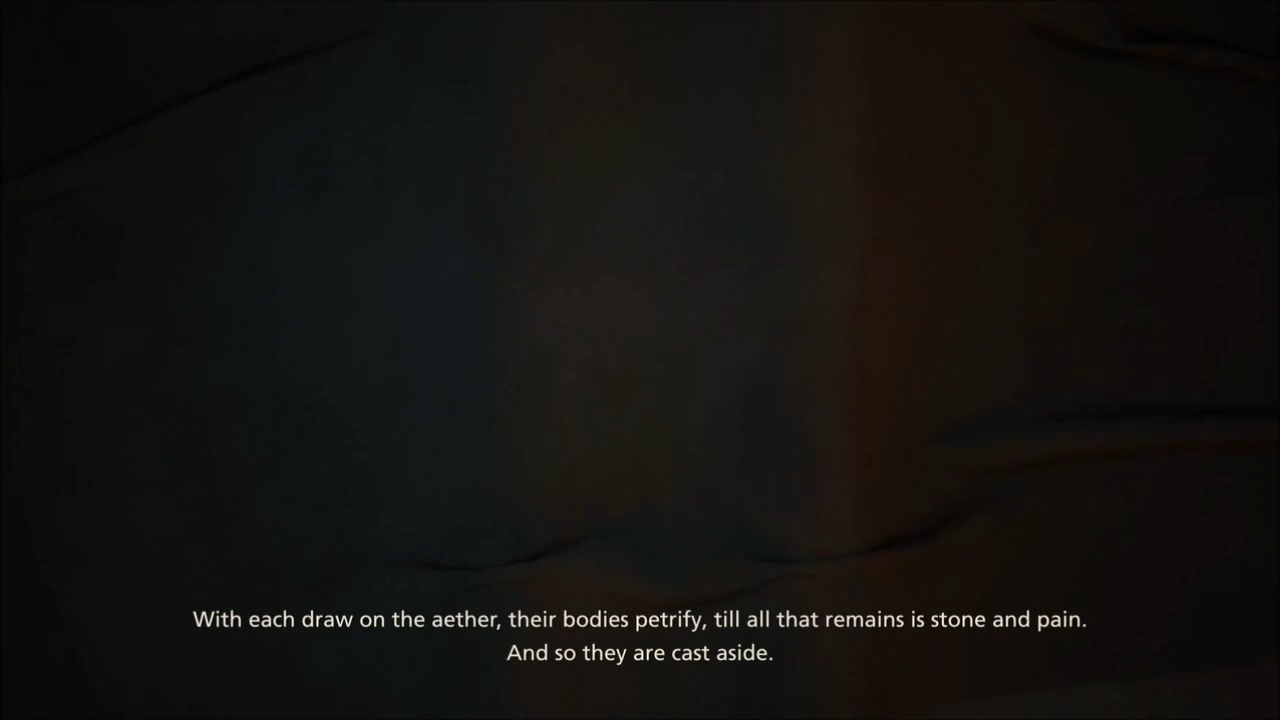 With each draw on the aether, their bodies petrify, till all that remains is stone and pain.
And so they are cast aside.